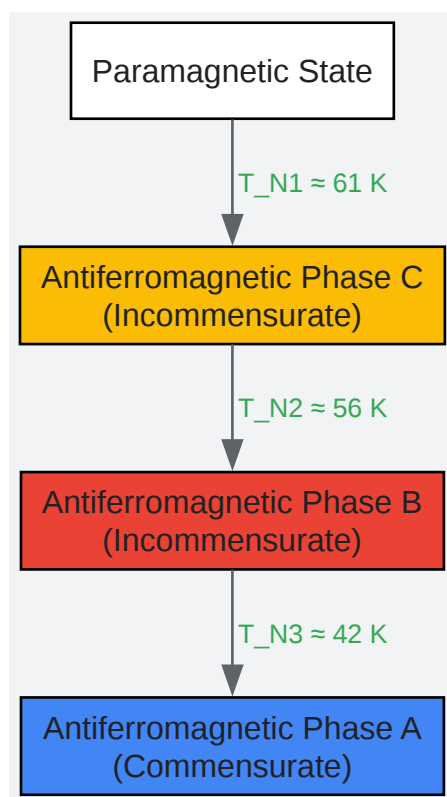 Paramagnetic State
T_N1 ≈ 61 K
Antiferromagnetic Phase C
(Incommensurate)
T_N2 ≈ 56 K
Antiferromagnetic Phase B
(Incommensurate)
T_N3 ≈ 42 K
Antiferromagnetic Phase A
(Commensurate)